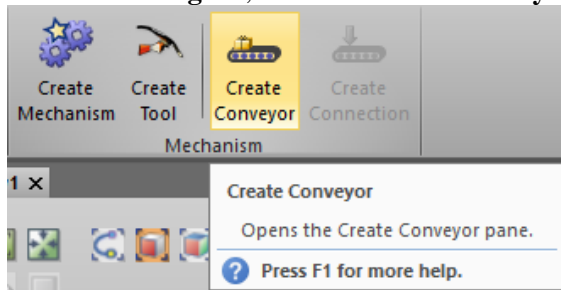 Create Mechanism
Create Tool
Create Conveyor
Create Connection
Mechanism
1 ×
Create Conveyor
Opens the Create Conveyor pane.
? Press F1 for more help.